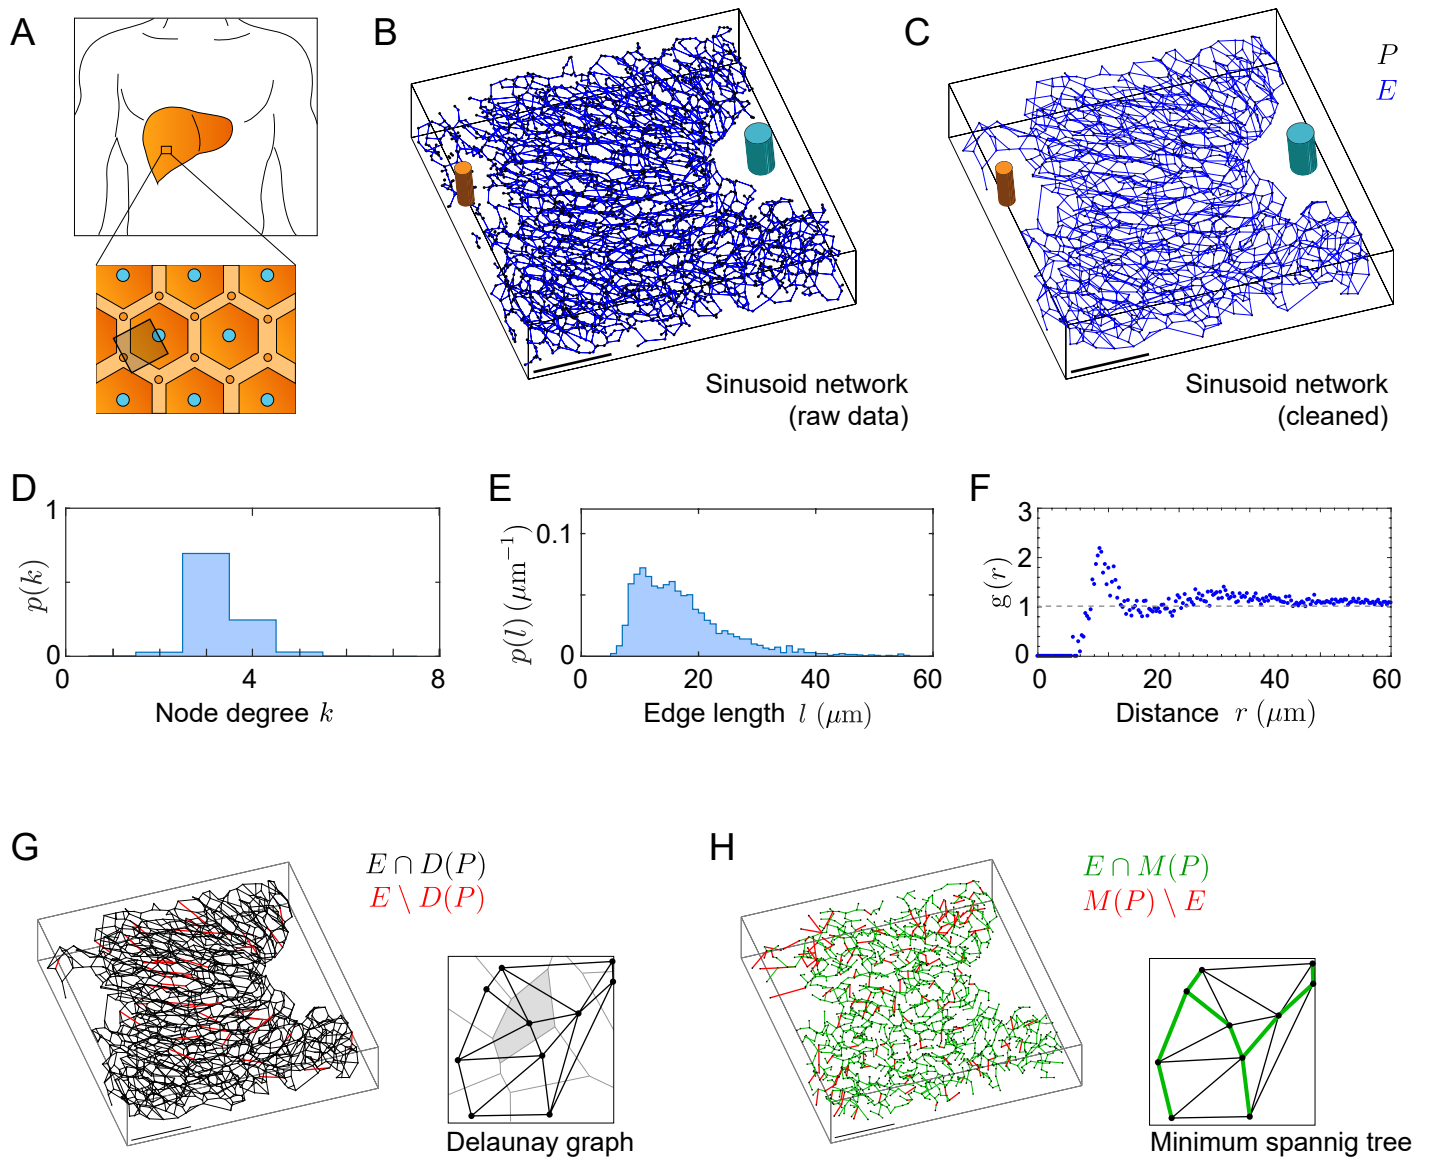 A
B
C
P
E
Sinusoid network
(raw data)
Sinusoid network
(cleaned)
D
1
p(k)
0
0 4 8
Node degree k
E
0.1
p(l) (μm⁻¹)
0
0 20 40 60
Edge length l (μm)
F
3
2
1
0
g(r)
0 20 40 60
Distance r (μm)
G
E ∩ D(P)
E \ D(P)
Delaunay graph
H
E ∩ M(P)
M(P) \ E
Minimum spannig tree